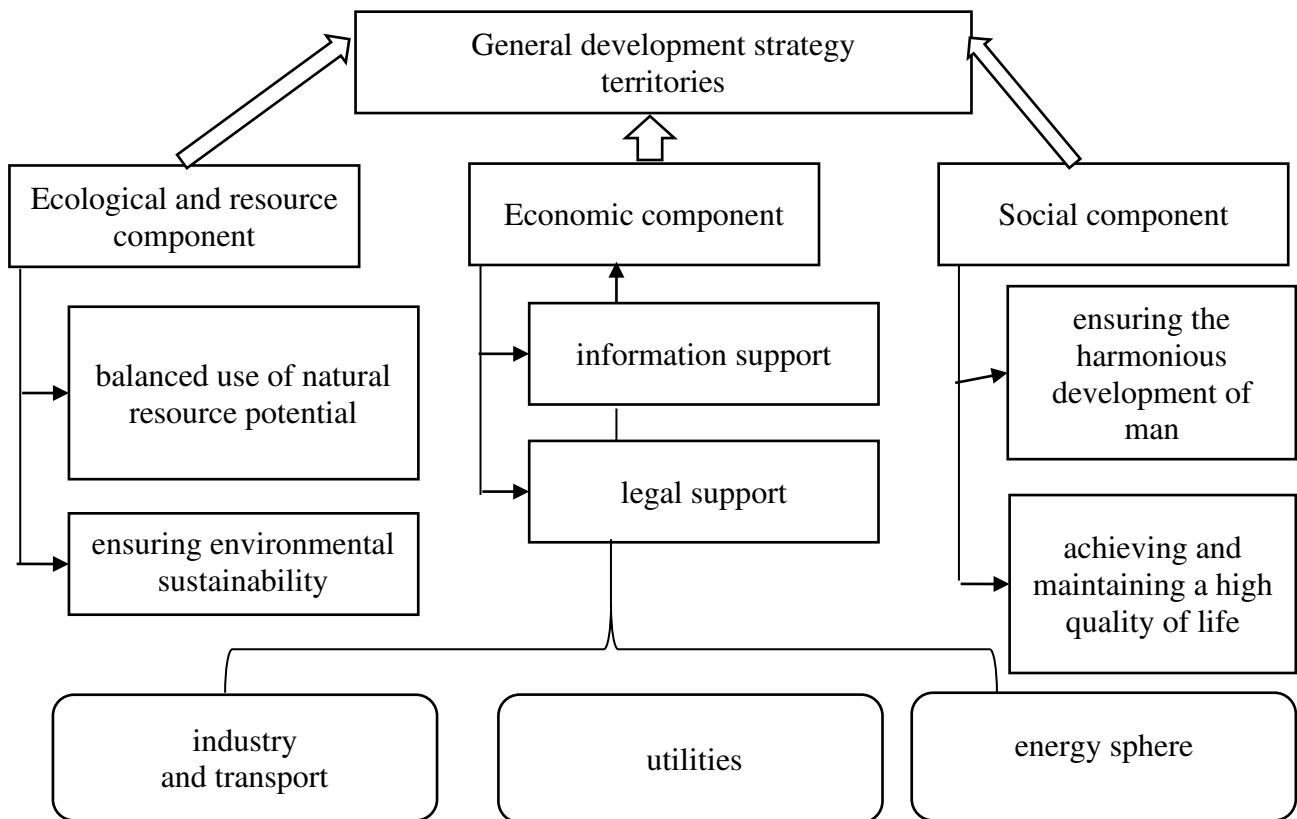 General development strategy
territories
Ecological and resource
component
Economic component
Social component
balanced use of natural
resource potential
ensuring environmental
sustainability
information support
legal support
ensuring the
harmonious
development of
man
achieving and
maintaining a high
quality of life
industry
and transport
utilities
energy sphere